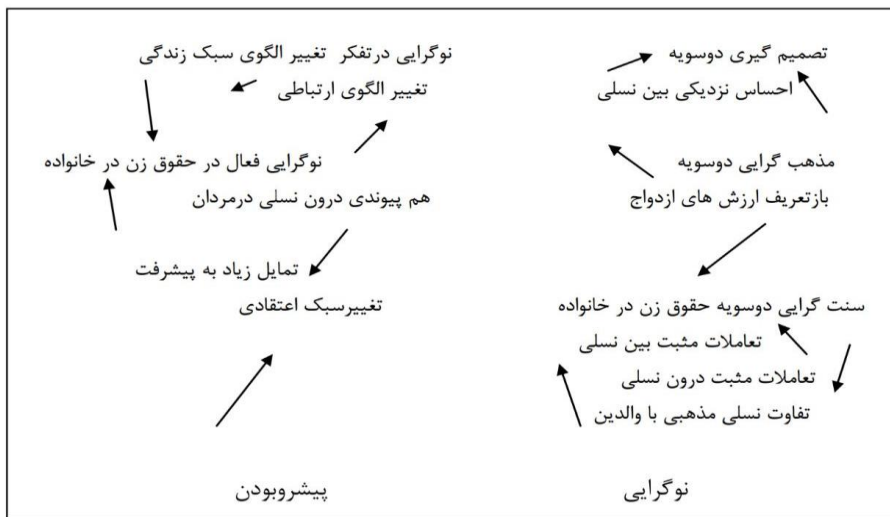 تصمیم گیری دوسویه
احساس نزدیکی بین نسلی
مذهب گرایی دوسویه
بازتعریف ارزش های ازدواج
سنت گرایی دوسویه حقوق زن در خانواده
تعاملات مثبت بین نسلی
تعاملات مثبت درون نسلی
تفاوت نسلی مذهبی با والدین
نوگرایی
نوگرایی درتفکر تغییر الگوی سبک زندگی
تغییر الگوی ارتباطی
نوگرایی فعال در حقوق زن در خانواده
هم پیوندی درون نسلی درمردان
تمایل زیاد به پیشرفت
تغییرسبک اعتقادی
پیشروبودن